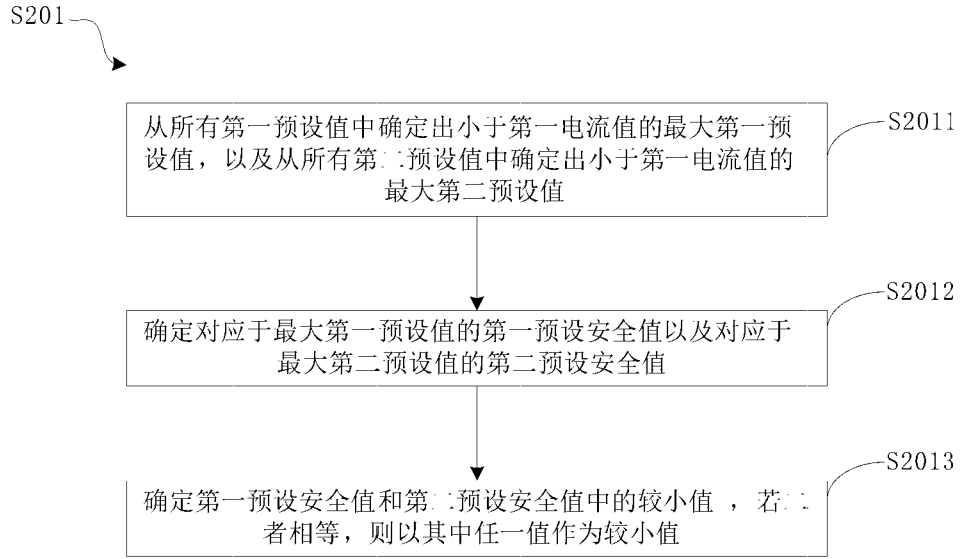 S201
从所有第一预设值中确定出小于第一电流值的最大第一预
设值，以及从所有第二预设值中确定出小于第一电流值的
最大第二预设值
S2011
确定对应于最大第一预设值的第一预设安全值以及对应于
最大第二预设值的第二预设安全值
S2012
确定第一预设安全值和第二预设安全值中的较小值 ，若二
者相等，则以其中任一值作为较小值
S2013